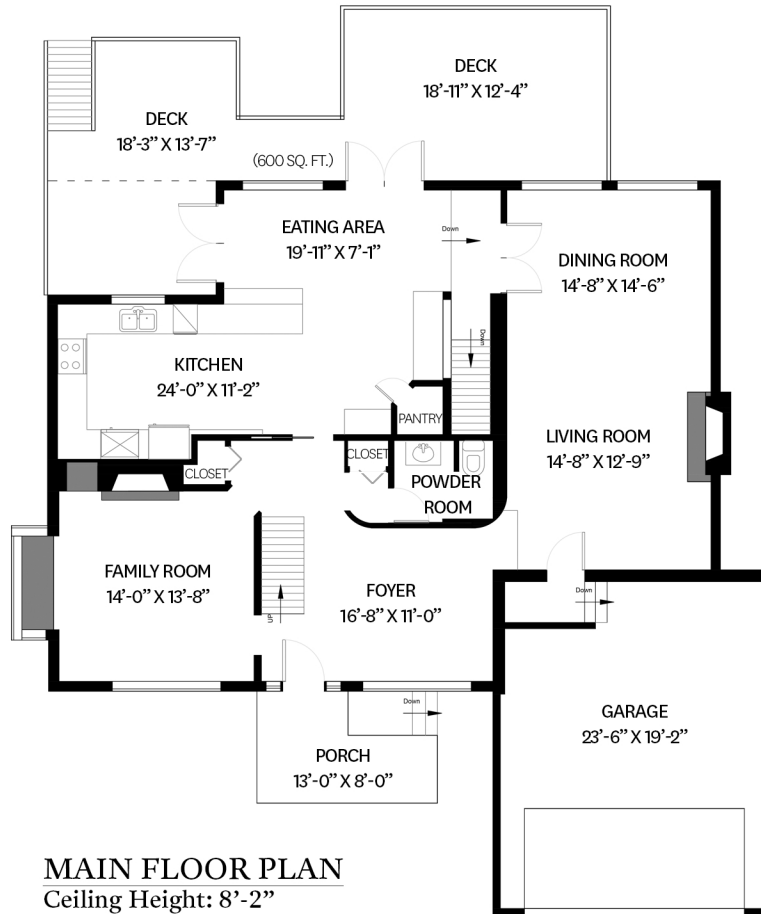 DECK
18'-11” X 12'-4”
DECK
18'-3” X 13'-7”
(600 SQ. FT.)
EATING AREA
19'-11” X 7'-1”
Down
DINING ROOM
14'-8” X 14'-6”
Down
KITCHEN
24'-0” X 11'-2”
PANTRY
LIVING ROOM
14'-8” X 12'-9”
CLOSET
CLOSET
POWDER
ROOM
FAMILY ROOM
14'-0” X 13'-8”
FOYER
16'-8” X 11'-0”
UP
Down
Down
GARAGE
23'-6” X 19'-2”
PORCH
13'-0” X 8'-0”
MAIN FLOOR PLAN
Ceiling Height: 8'-2”